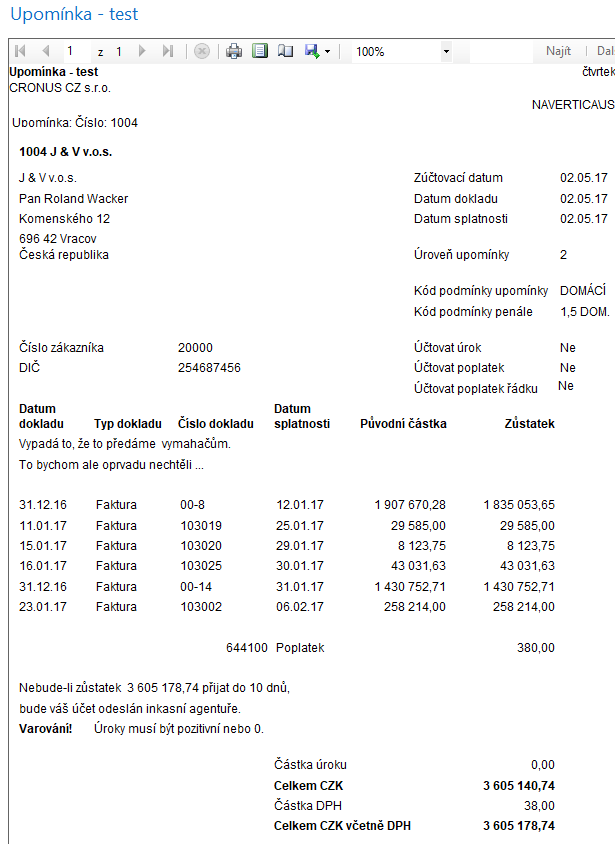 Upomínka - test
1 z 1 100% Najít
Upomínka - test čtvrtek
CRONUS CZ s.r.o.
NAVERTICA\JS
Upomínka: Číslo: 1004
1004 J & V v.o.s.
J & V v.o.s. Zúčtovací datum 02.05.17
Pan Roland Wacker Datum dokladu 02.05.17
Komenského 12 Datum splatnosti 02.05.17
696 42 Vracov
Česká republika Úroveň upomínky 2
Kód podmínky upomínky DOMÁCÍ
Kód podmínky penále 1,5 DOM.
Číslo zákazníka 20000 Účtovat úrok Ne
DIČ 254687456 Účtovat poplatek Ne
Účtovat poplatek řádku Ne
Datum Datum
dokladu Typ dokladu Číslo dokladu splatnosti Původní částka Zůstatek
Vypadá to, že to předáme vymahačům.
To bychom ale oprvadu nechtěli ...
31.12.16 Faktura 00-8 12.01.17 1 907 670,28 1 835 053,65
11.01.17 Faktura 103019 25.01.17 29 585,00 29 585,00
15.01.17 Faktura 103020 29.01.17 8 123,75 8 123,75
16.01.17 Faktura 103025 30.01.17 43 031,63 43 031,63
31.12.16 Faktura 00-14 31.01.17 1 430 752,71 1 430 752,71
23.01.17 Faktura 103002 06.02.17 258 214,00 258 214,00
644100 Poplatek 380,00
Nebude-li zůstatek 3 605 178,74 přijat do 10 dnů,
bude váš účet odeslán inkasní agentuře.
Varování! Úroky musí být pozitivní nebo 0.
Částka úroku 0,00
Celkem CZK 3 605 140,74
Částka DPH 38,00
Celkem CZK včetně DPH 3 605 178,74